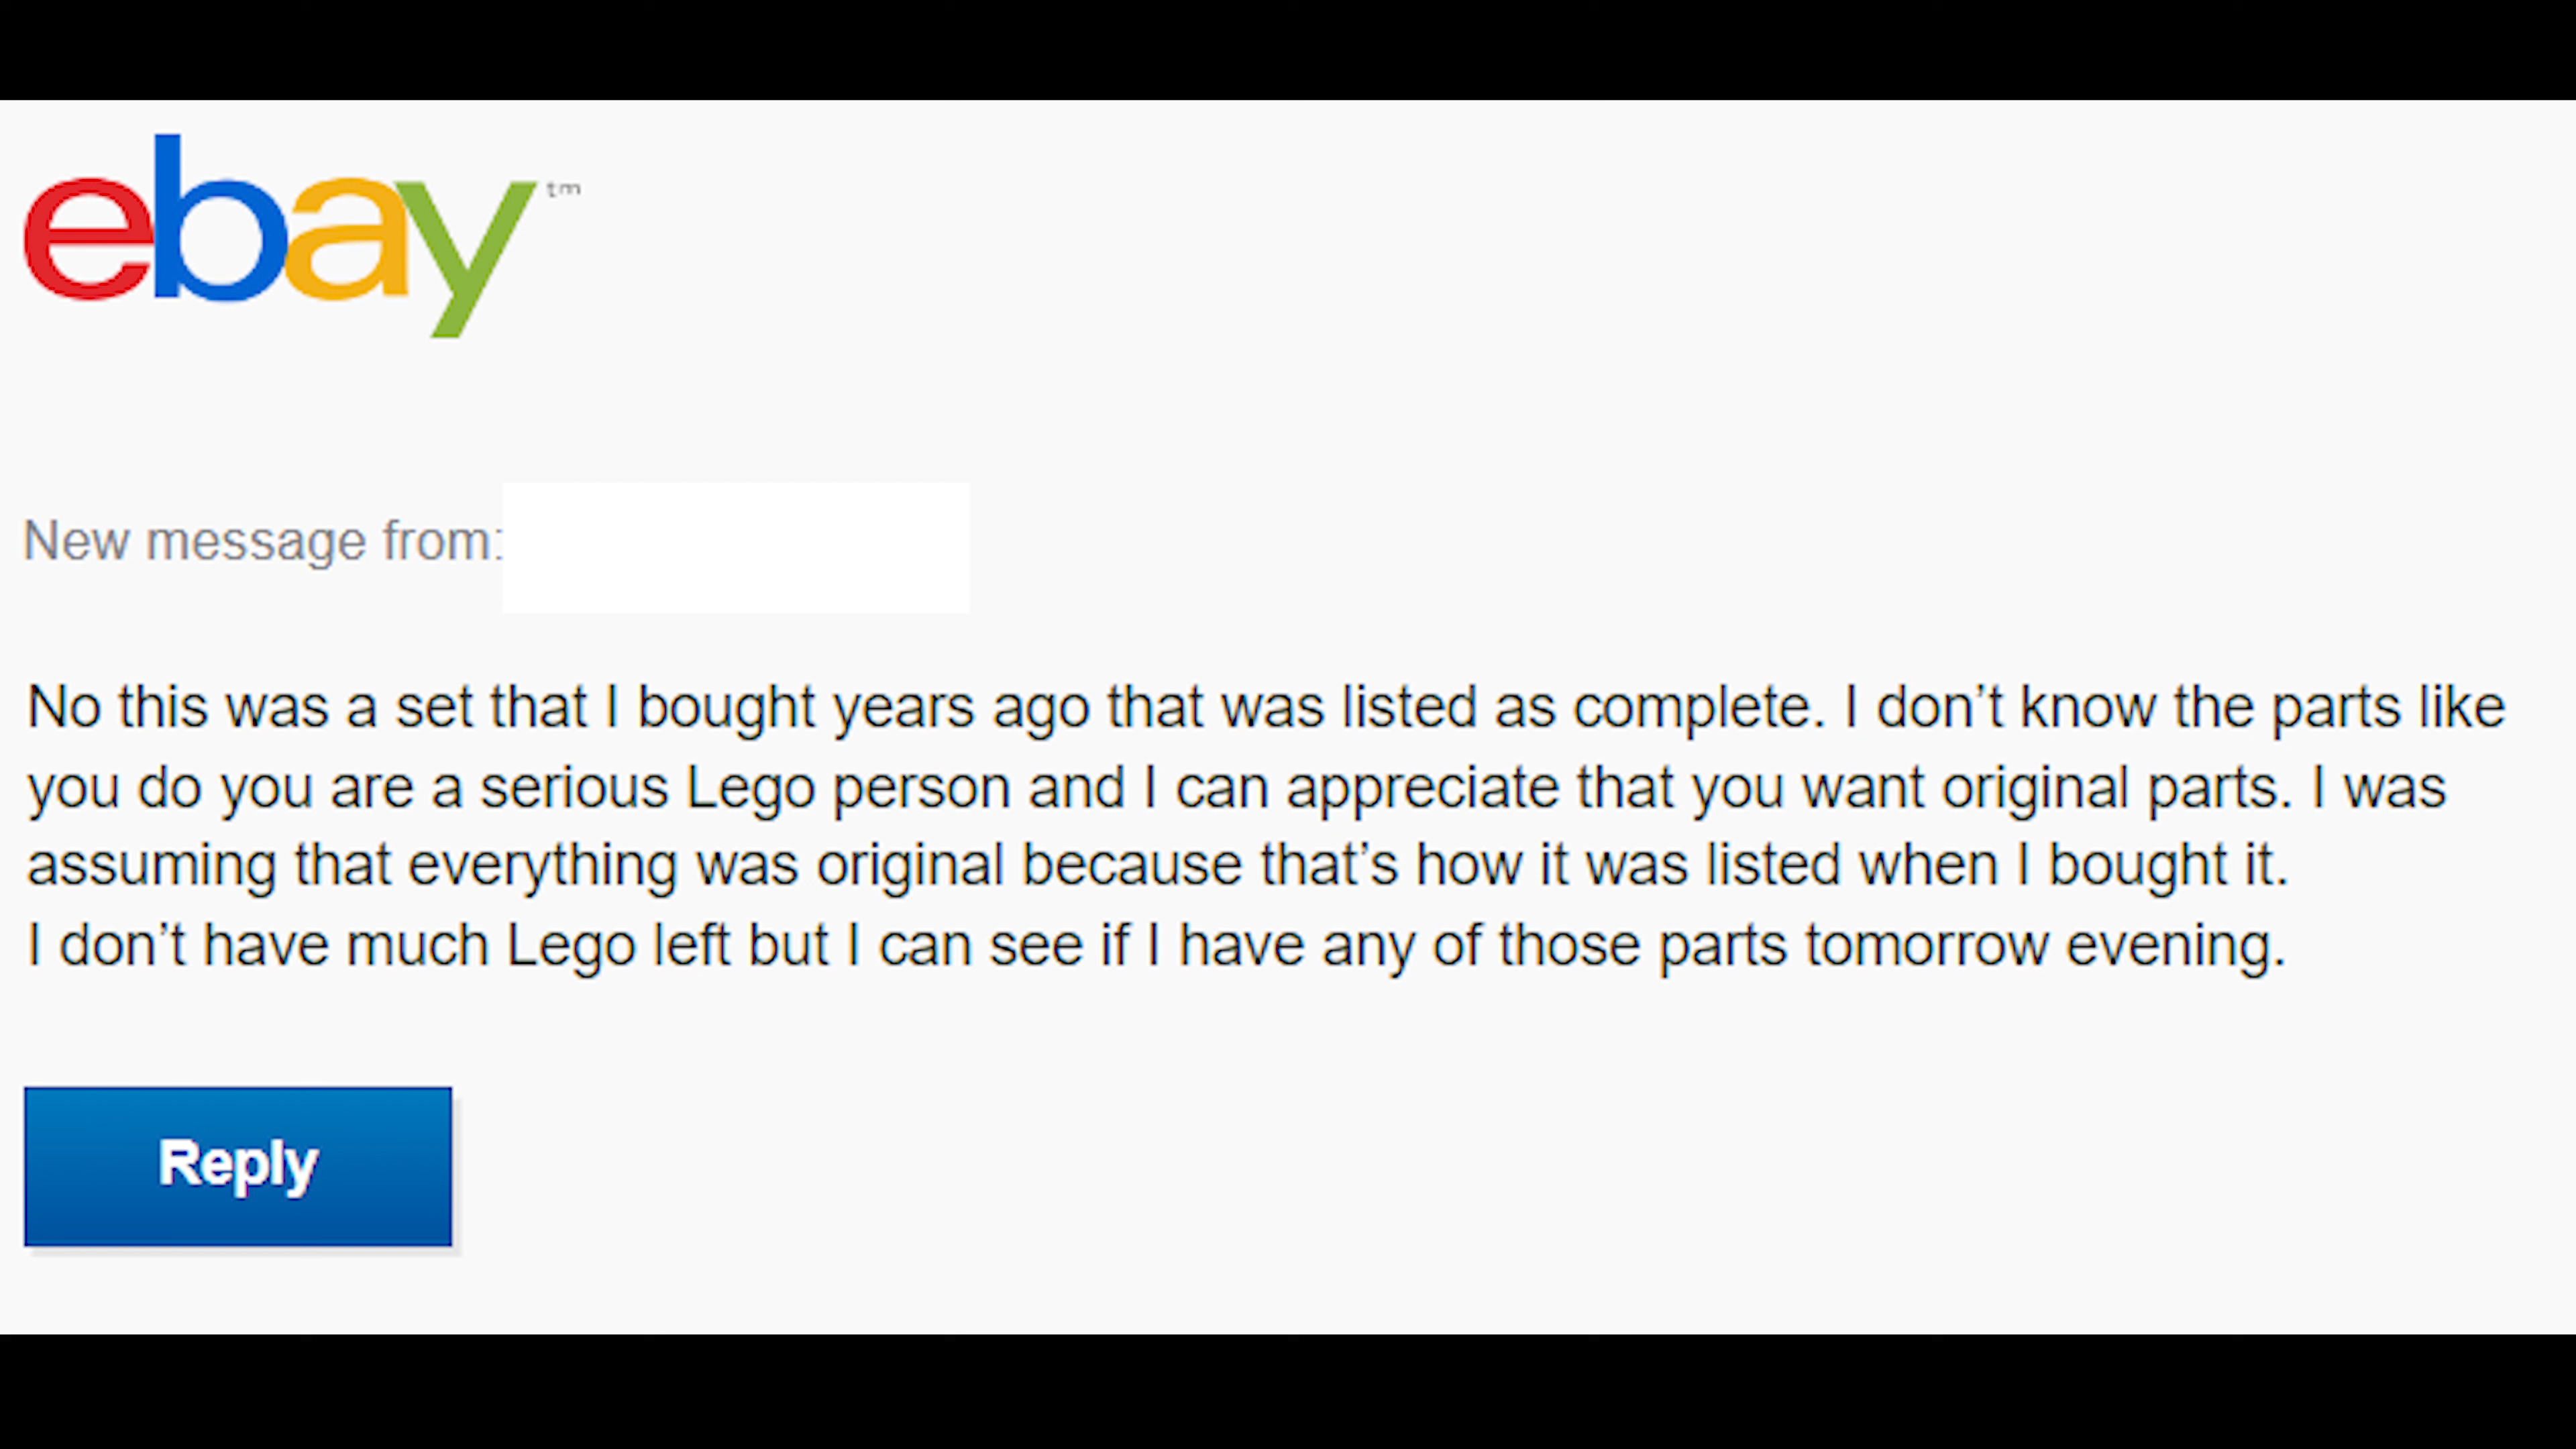 ebay™
New message from:
No this was a set that I bought years ago that was listed as complete. I don’t know the parts like
you do you are a serious Lego person and I can appreciate that you want original parts. I was
assuming that everything was original because that’s how it was listed when I bought it.
I don’t have much Lego left but I can see if I have any of those parts tomorrow evening.
Reply